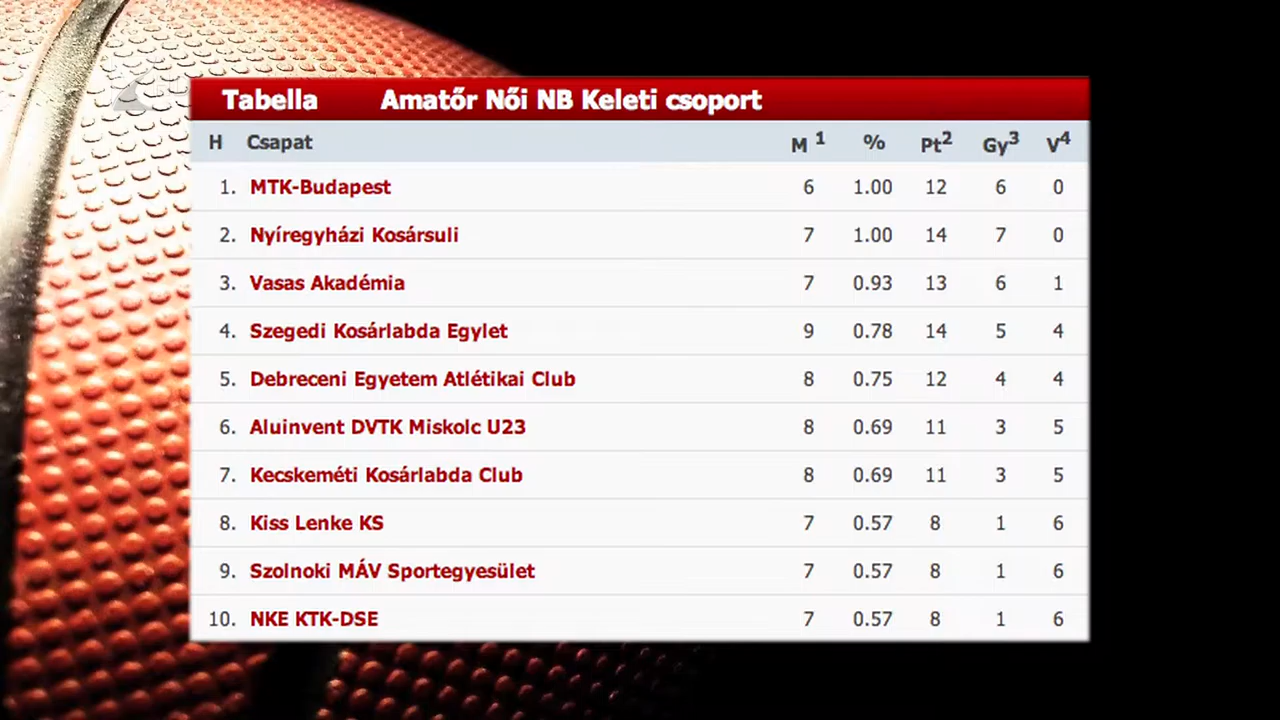 Tabella Amatőr Női NB Keleti csoport
H Csapat M 1 % Pt2 Gy3 V4
1. MTK-Budapest 6 1.00 12 6 0
2. Nyíregyházi Kosársuli 7 1.00 14 7 0
3. Vasas Akadémia 7 0.93 13 6 1
4. Szegedi Kosárlabda Egylet 9 0.78 14 5 4
5. Debreceni Egyetem Atlétikai Club 8 0.75 12 4 4
6. Aluinvent DVTK Miskolc U23 8 0.69 11 3 5
7. Kecskeméti Kosárlabda Club 8 0.69 11 3 5
8. Kiss Lenke KS 7 0.57 8 1 6
9. Szolnoki MÁV Sportegyesület 7 0.57 8 1 6
10. NKE KTK-DSE 7 0.57 8 1 6